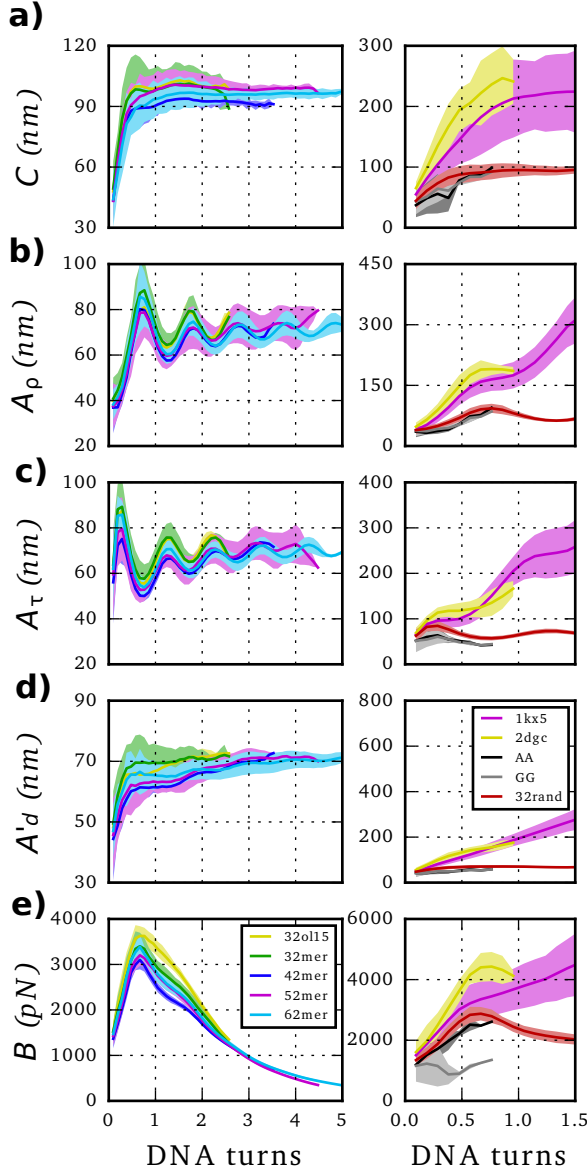 a)
120
90
60
30
C (nm)
300
200
100
0
b)
100
80
60
40
20
Aρ (nm)
450
300
150
0
c)
100
80
60
40
20
Aτ (nm)
400
300
200
100
0
d)
90
70
50
30
A'd (nm)
800
600
400
200
0
1kx5
2dgc
AA
GG
32rand
e)
4000
3000
2000
1000
0
B (pN)
32ol15
32mer
42mer
52mer
62mer
6000
4000
2000
0
0 1 2 3 4 5
0.0 0.5 1.0 1.5
DNA turns
DNA turns